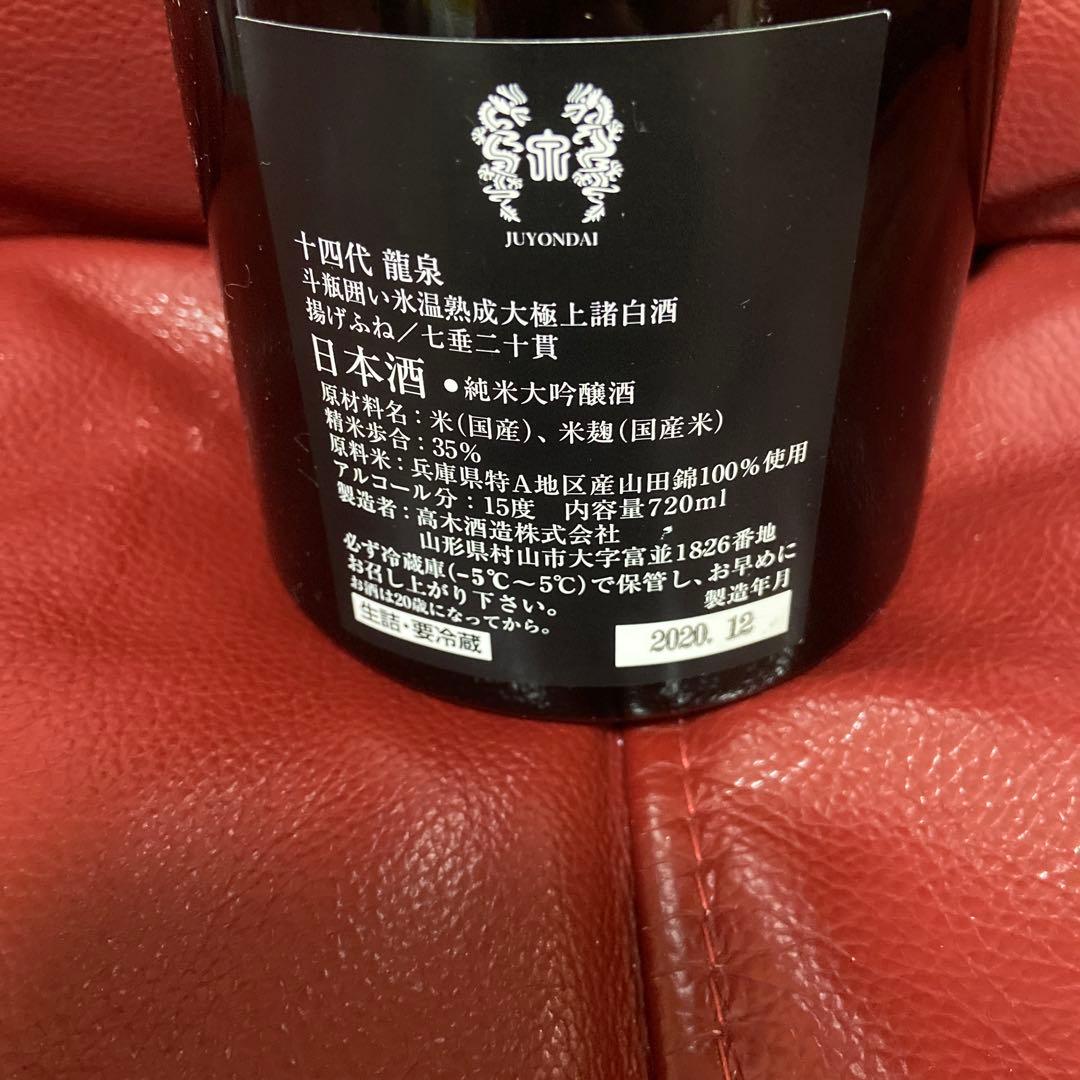 JUYONDAI
十四代 龍泉
斗瓶囲い氷温熟成大極上諸白酒
揚げふね／七垂二十貫
日本酒 ●純米大吟醸酒
原材料名：米(国産)、米麹(国産米)
精米歩合：35%
原料米：兵庫県特A地区産山田錦100%使用
アルコール分：15度 内容量720ml
製造者：高木酒造株式会社
山形県村山市大字富並1826番地
必ず冷蔵庫(-5℃～5℃)で保管し、お早めに
お召し上がり下さい。
お酒は20歳になってから。
製造年月
生詰・要冷蔵
2020.12